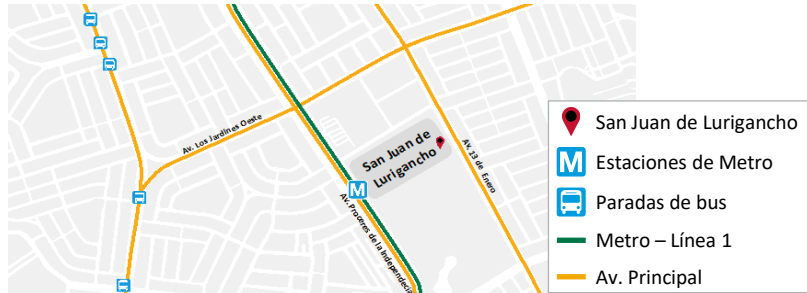 Av. Los Jardines Oeste
San Juan de
Lurigancho
Av. 13 de Enero
M
Av. Proceres de la Independecia
San Juan de Lurigancho
M
Estaciones de Metro
Paradas de bus
Metro – Línea 1
Av. Principal